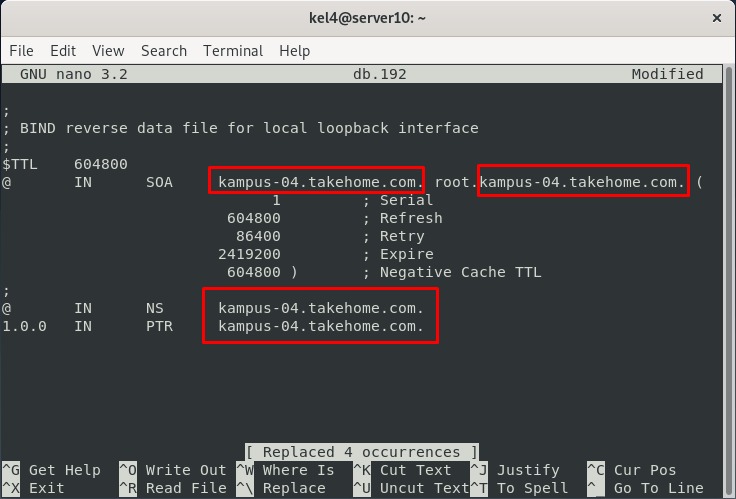 kel4@server10: ~ ×
File Edit View Search Terminal Help
GNU nano 3.2 db.192 Modified
;
; BIND reverse data file for local loopback interface
;
$TTL 604800
@ IN SOA kampus-04.takehome.com. root.kampus-04.takehome.com. (
1 ; Serial
604800 ; Refresh
86400 ; Retry
2419200 ; Expire
604800 ) ; Negative Cache TTL
;
@ IN NS kampus-04.takehome.com.
1.0.0 IN PTR kampus-04.takehome.com.
[ Replaced 4 occurrences ]
^G Get Help ^O Write Out ^W Where Is ^K Cut Text ^J Justify ^C Cur Pos
^X Exit ^R Read File ^\ Replace ^U Uncut Text ^T To Spell ^_ Go To Line